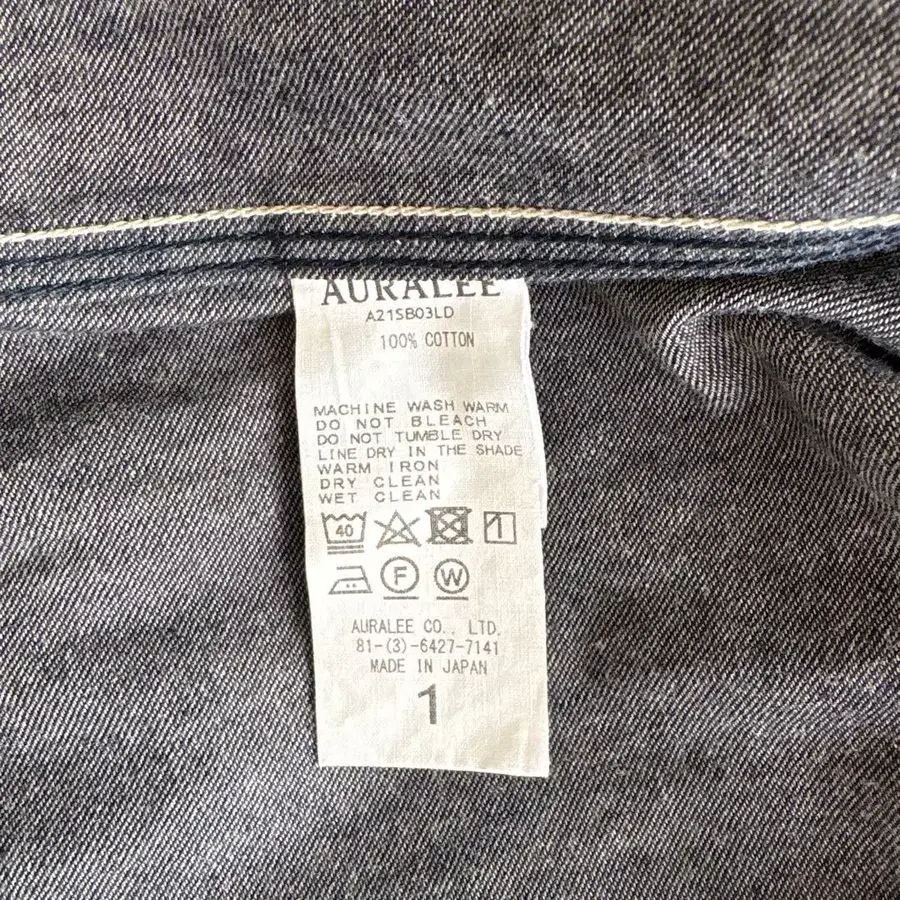 AURALEE
A21SB03LD
100% COTTON
MACHINE WASH WARM
DO NOT BLEACH
DO NOT TUMBLE DRY
LINE DRY IN THE SHADE
WARM IRON
DRY CLEAN
WET CLEAN
40
F W
AURALEE CO., LTD.
81-(3)-6427-7141
MADE IN JAPAN
1